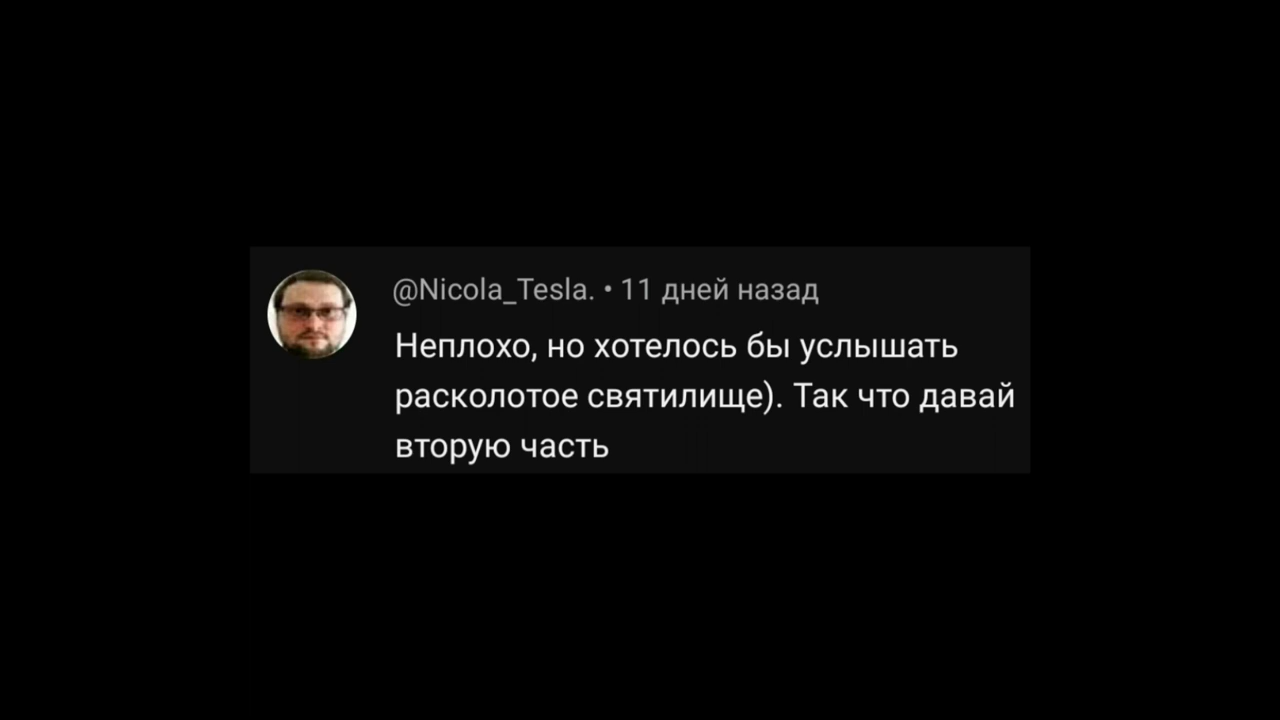 @Nicola_Tesla. • 11 дней назад
Неплохо, но хотелось бы услышать
расколотое святилище). Так что давай
вторую часть